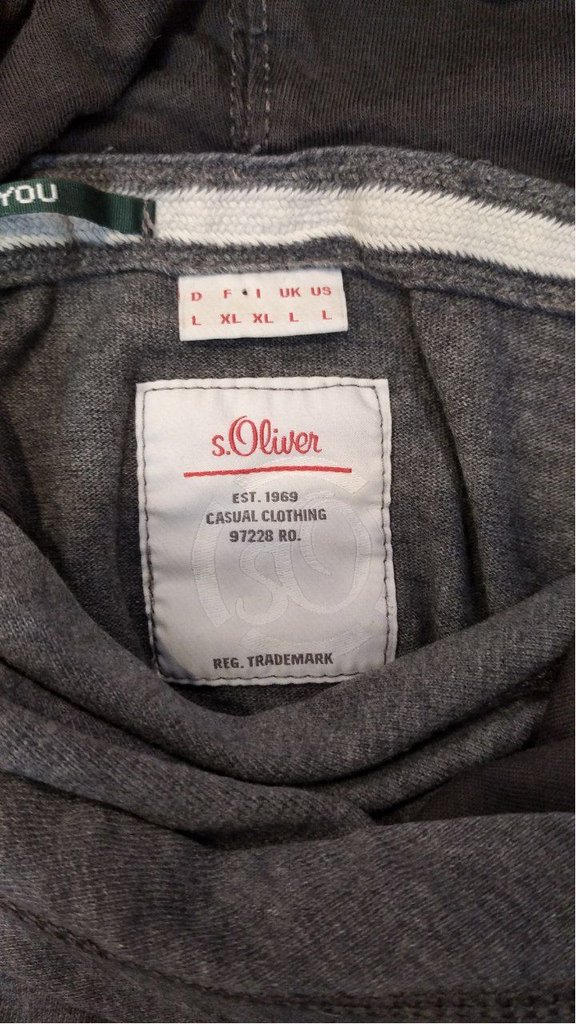 YOU
D F I UK US
L XL XL L L
s.Oliver
EST. 1969
CASUAL CLOTHING
97228 RO.
REG. TRADEMARK